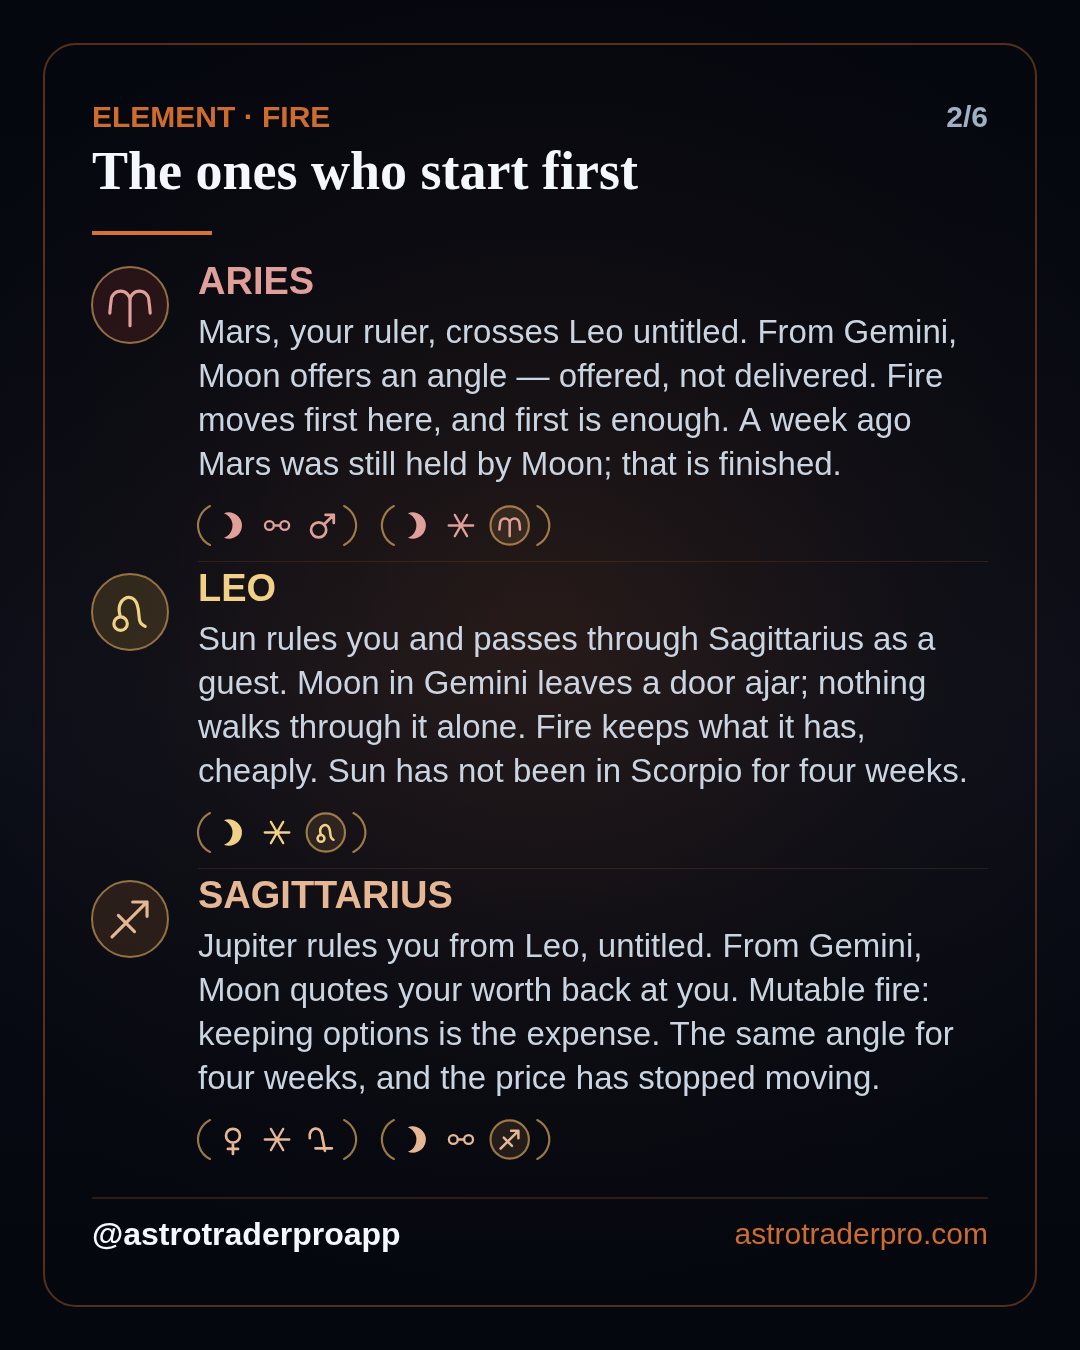 ELEMENT · FIRE
2/6
The ones who start first
ARIES
Mars, your ruler, crosses Leo untitled. From Gemini,
Moon offers an angle — offered, not delivered. Fire
moves first here, and first is enough. A week ago
Mars was still held by Moon; that is finished.
LEO
Sun rules you and passes through Sagittarius as a
guest. Moon in Gemini leaves a door ajar; nothing
walks through it alone. Fire keeps what it has,
cheaply. Sun has not been in Scorpio for four weeks.
SAGITTARIUS
Jupiter rules you from Leo, untitled. From Gemini,
Moon quotes your worth back at you. Mutable fire:
keeping options is the expense. The same angle for
four weeks, and the price has stopped moving.
@astrotraderproapp
astrotraderpro.com